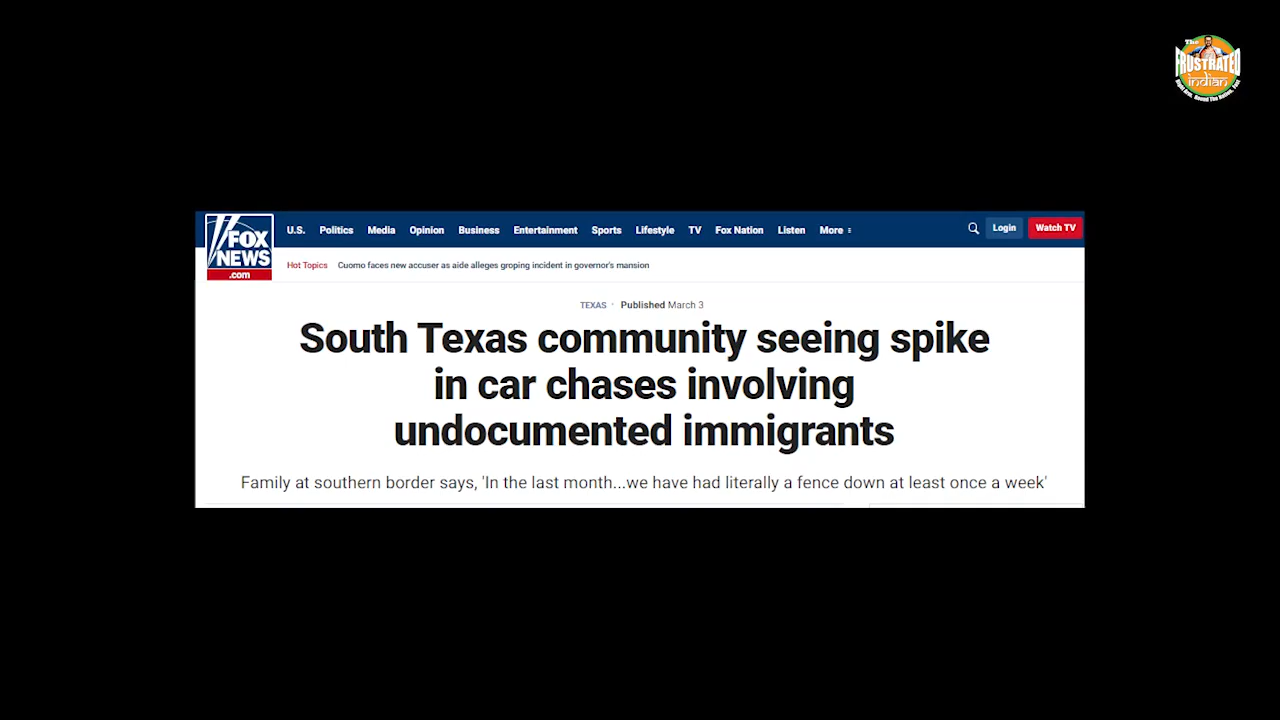 The
FRUSTRATED
indian
FOX
NEWS
.com
U.S. Politics Media Opinion Business Entertainment Sports Lifestyle TV Fox Nation Listen More Login Watch TV
Hot Topics Cuomo faces new accuser as aide alleges groping incident in governor's mansion
TEXAS · Published March 3
South Texas community seeing spike
in car chases involving
undocumented immigrants
Family at southern border says, 'In the last month...we have had literally a fence down at least once a week'